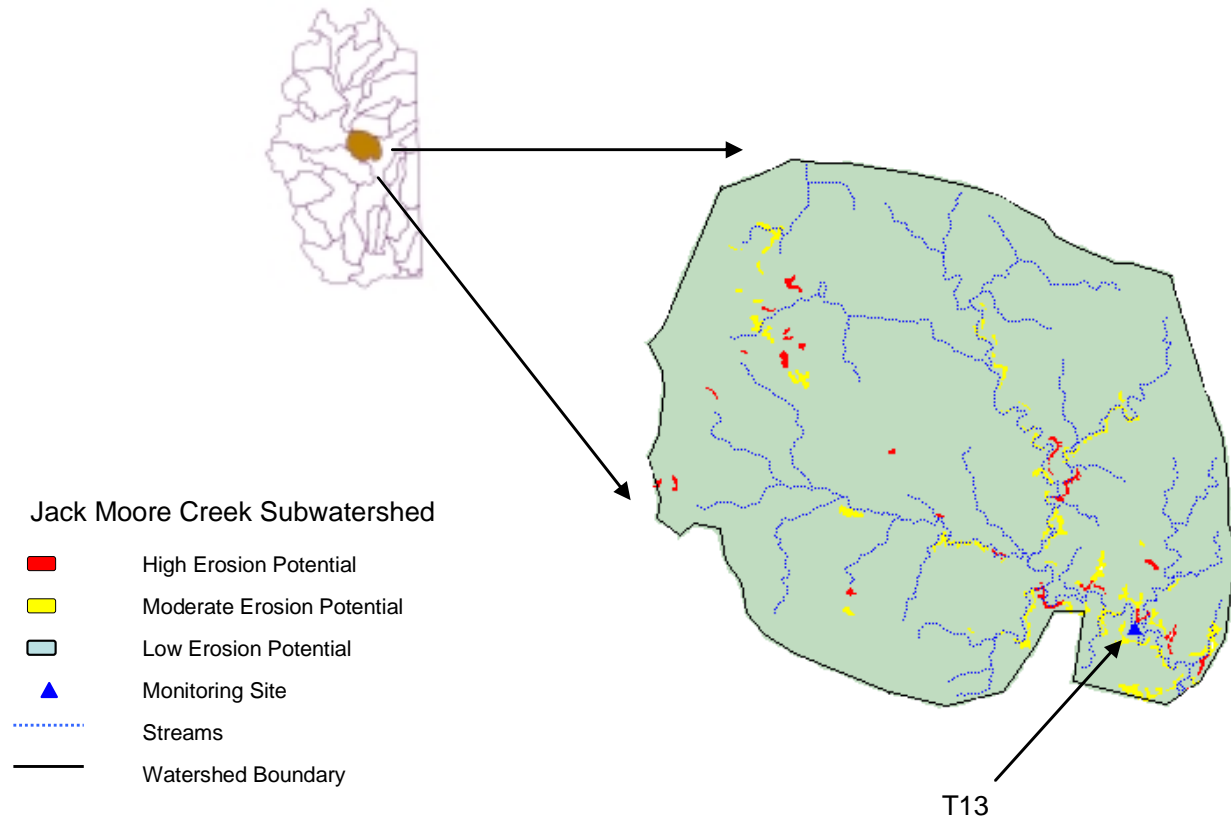 Jack Moore Creek Subwatershed
High Erosion Potential
Moderate Erosion Potential
Low Erosion Potential
Monitoring Site
Streams
Watershed Boundary
T13